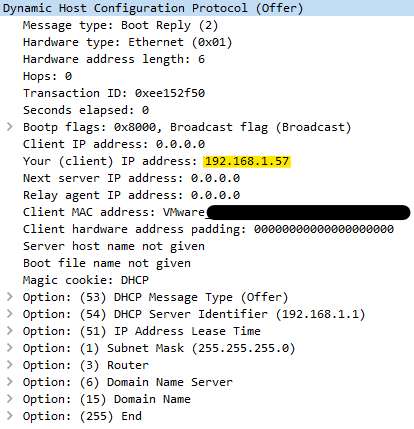 Dynamic Host Configuration Protocol (Offer)
Message type: Boot Reply (2)
Hardware type: Ethernet (0x01)
Hardware address length: 6
Hops: 0
Transaction ID: 0xee152f50
Seconds elapsed: 0
Bootp flags: 0x8000, Broadcast flag (Broadcast)
Client IP address: 0.0.0.0
Your (client) IP address: 192.168.1.57
Next server IP address: 0.0.0.0
Relay agent IP address: 0.0.0.0
Client MAC address: VMware
Client hardware address padding: 00000000000000000000
Server host name not given
Boot file name not given
Magic cookie: DHCP
Option: (53) DHCP Message Type (Offer)
Option: (54) DHCP Server Identifier (192.168.1.1)
Option: (51) IP Address Lease Time
Option: (1) Subnet Mask (255.255.255.0)
Option: (3) Router
Option: (6) Domain Name Server
Option: (15) Domain Name
Option: (255) End